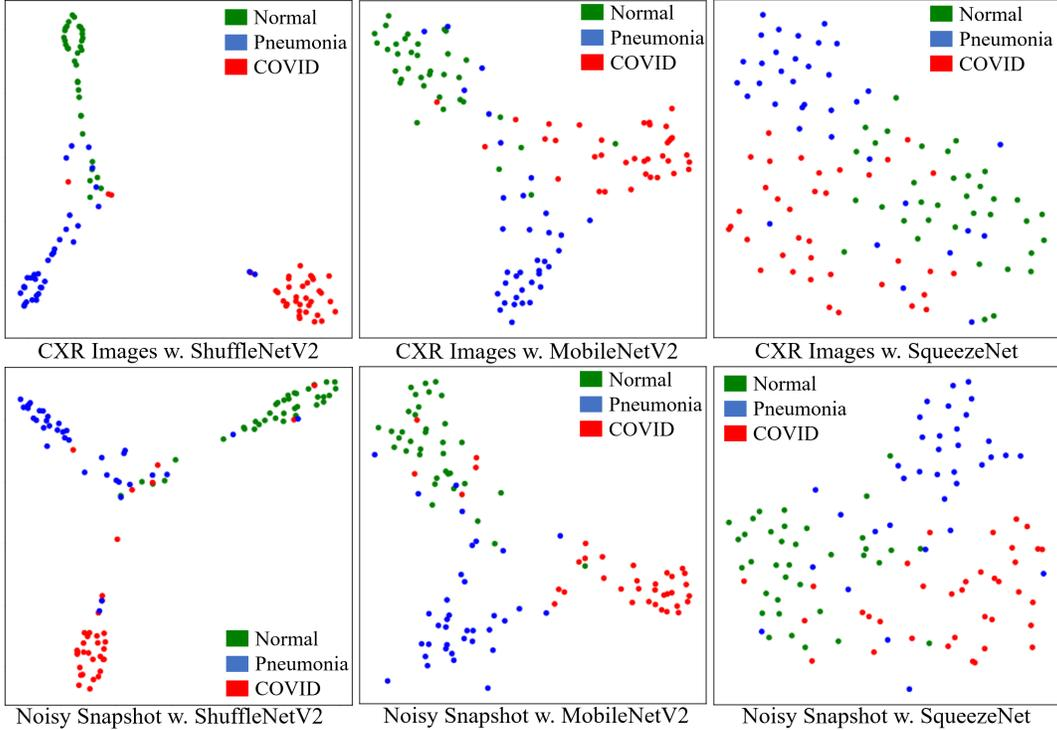 Normal
Pneumonia
COVID
CXR Images w. ShuffleNetV2
Normal
Pneumonia
COVID
CXR Images w. MobileNetV2
Normal
Pneumonia
COVID
CXR Images w. SqueezeNet
Normal
Pneumonia
COVID
Noisy Snapshot w. ShuffleNetV2
Normal
Pneumonia
COVID
Noisy Snapshot w. MobileNetV2
Normal
Pneumonia
COVID
Noisy Snapshot w. SqueezeNet